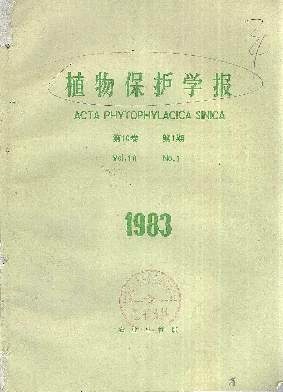 植物保护学报
ACTA PHYTOPHYLACICA SINICA
第10卷 第1期
Vol.10 No.1
1983